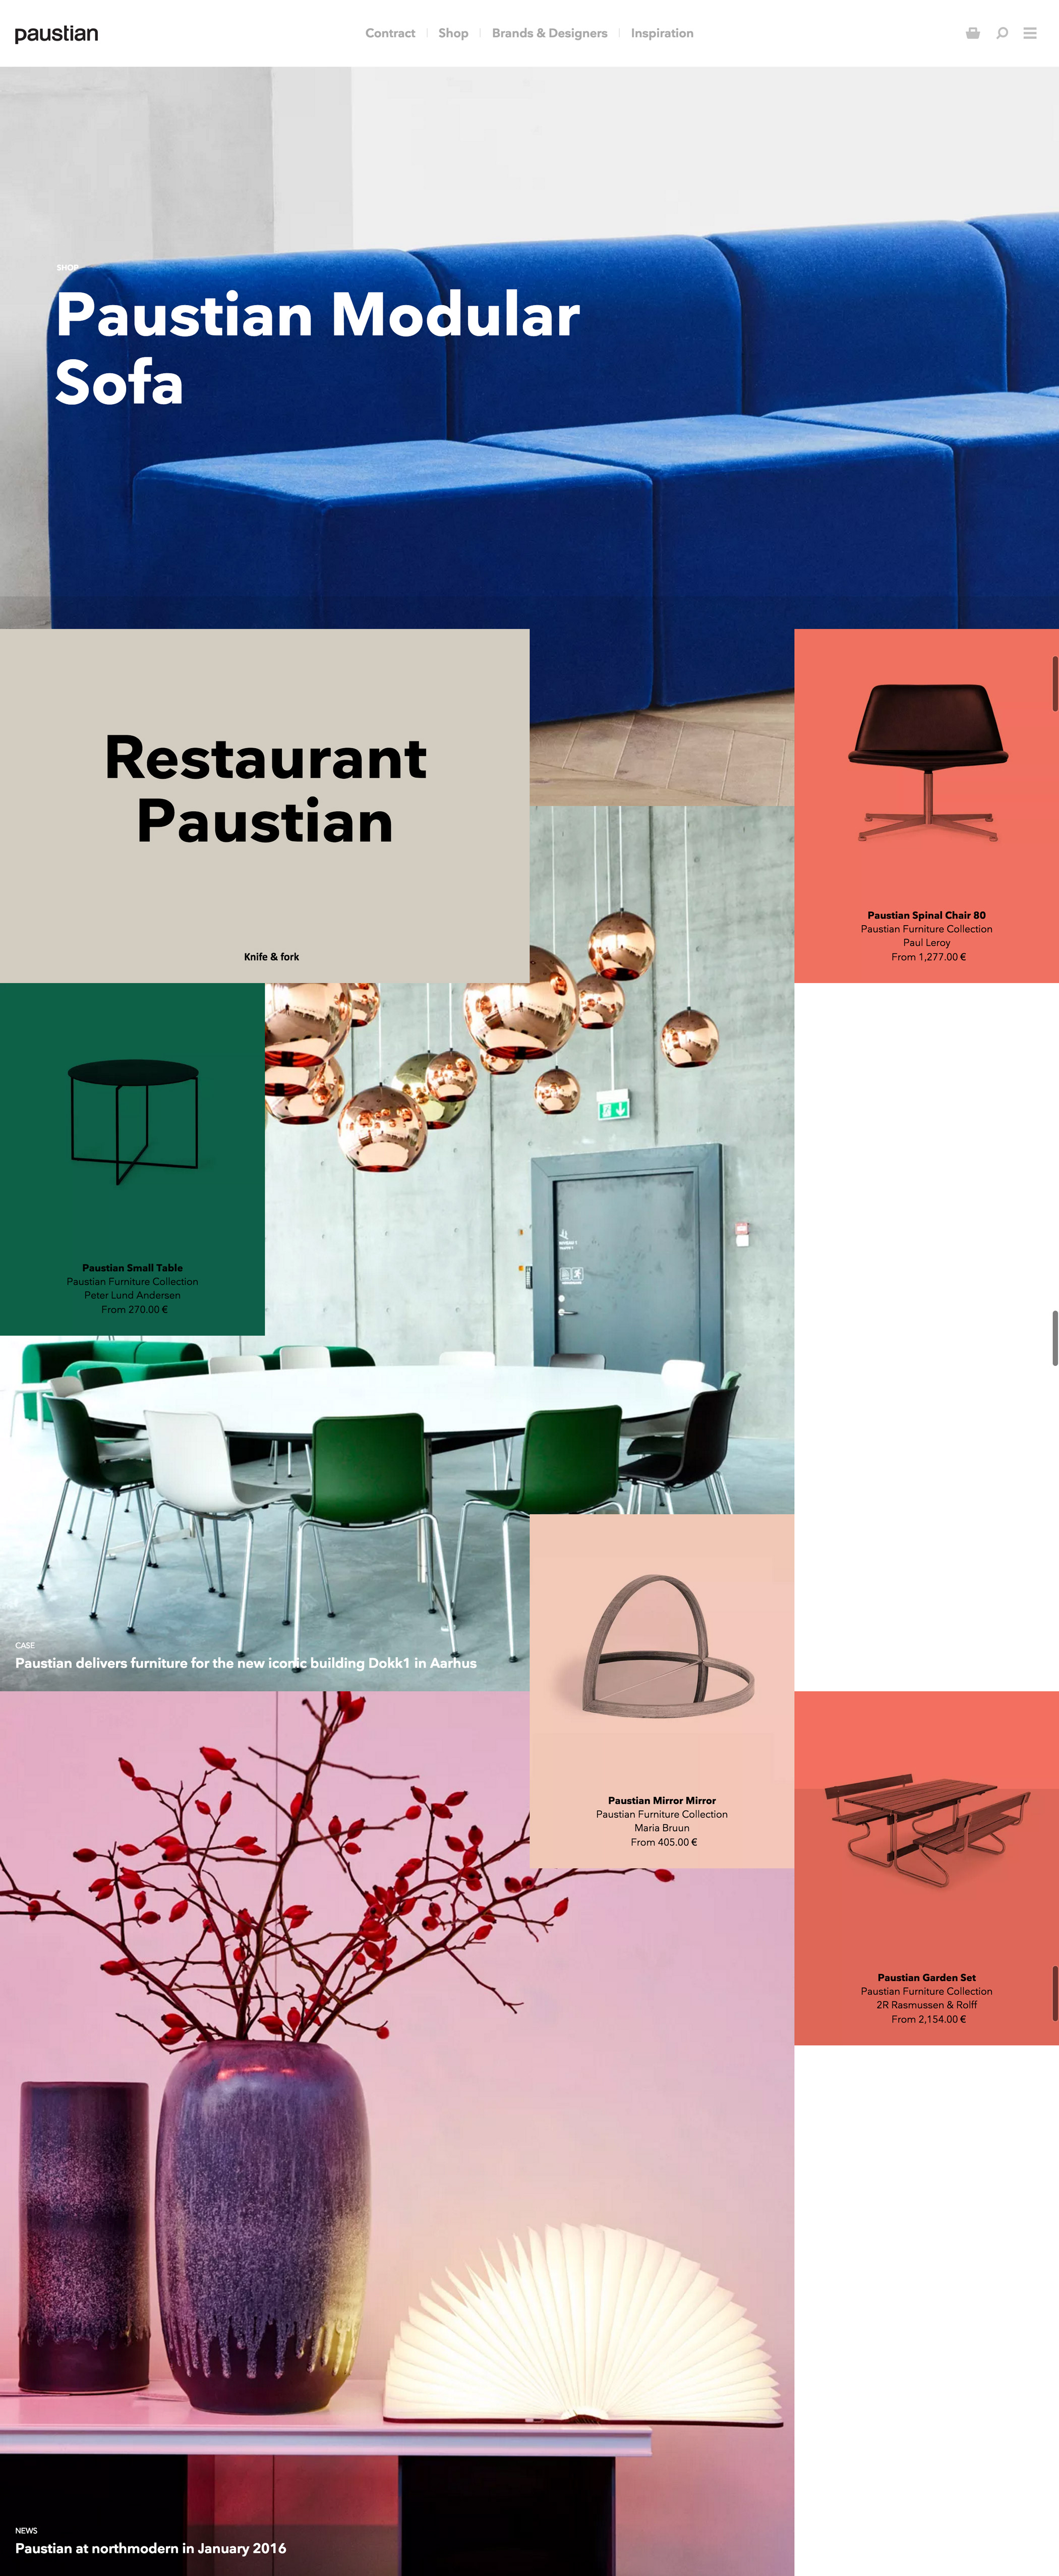 paustian
Contract
Shop
Brands & Designers
Inspiration
SHOP
Paustian Modular
Sofa
Restaurant
Paustian
Knife & fork
Paustian Spinal Chair 80
Paustian Furniture Collection
Paul Leroy
From 1,277.00 €
Paustian Small Table
Paustian Furniture Collection
Peter Lund Andersen
From 270.00 €
CASE
Paustian delivers furniture for the new iconic building Dokk1 in Aarhus
Paustian Mirror Mirror
Paustian Furniture Collection
Maria Bruun
From 405.00 €
Paustian Garden Set
Paustian Furniture Collection
2R Rasmussen & Rolff
From 2,154.00 €
NEWS
Paustian at northmodern in January 2016